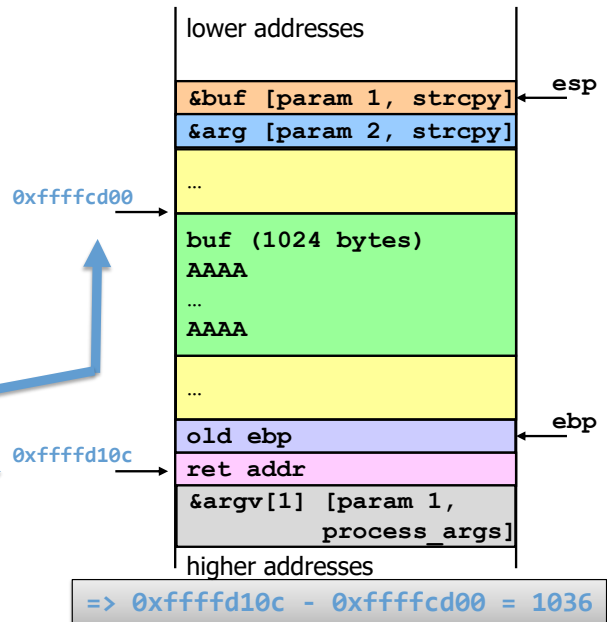 lower addresses
&buf [param 1, strcpy]
esp
&arg [param 2, strcpy]
…
0xffffcd00
buf (1024 bytes)
AAAA
…
AAAA
…
old ebp
ebp
0xffffd10c
ret addr
&argv[1] [param 1,
process_args]
higher addresses
=> 0xffffd10c - 0xffffcd00 = 1036